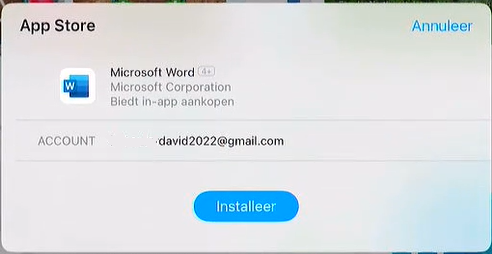 App Store
Annuleer
Microsoft Word 4+
Microsoft Corporation
Biedt in-app aankopen
ACCOUNT david2022@gmail.com
Installeer